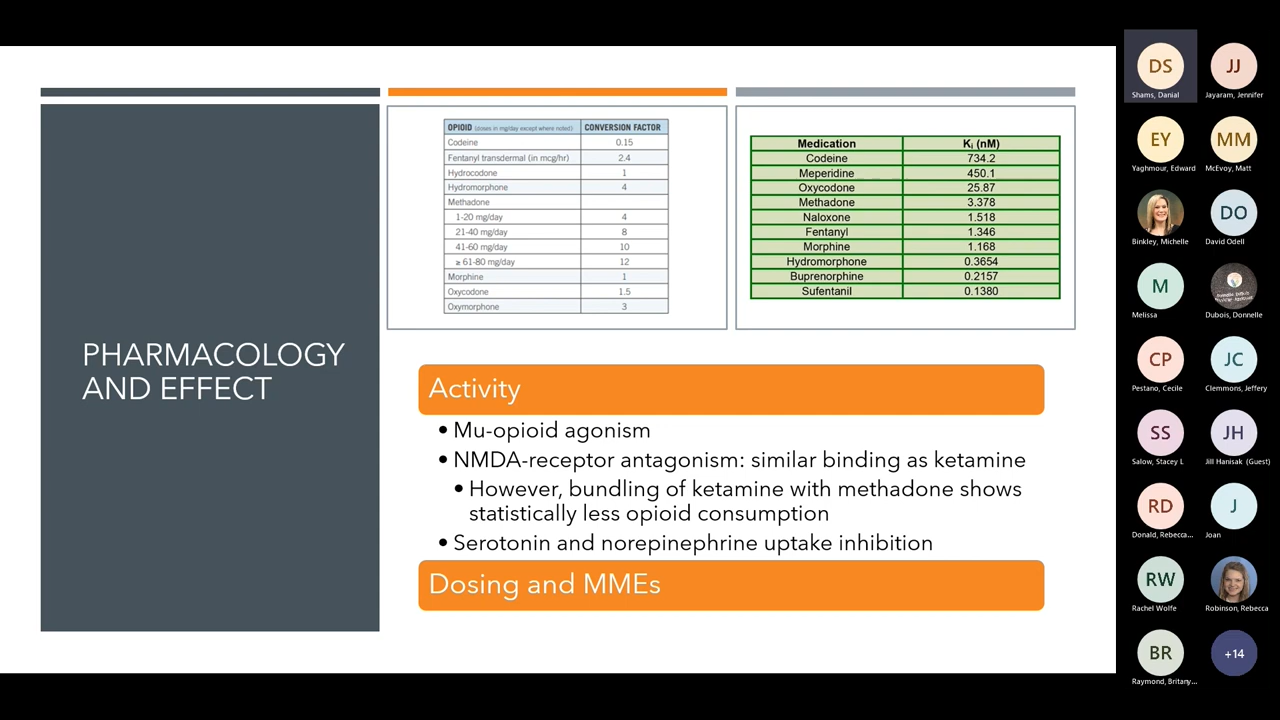 PHARMACOLOGY
AND EFFECT
OPIOID (doses in mg/day except where noted) CONVERSION FACTOR
Codeine 0.15
Fentanyl transdermal (in mcg/hr) 2.4
Hydrocodone 1
Hydromorphone 4
Methadone
1-20 mg/day 4
21-40 mg/day 8
41-60 mg/day 10
≥ 61-80 mg/day 12
Morphine 1
Oxycodone 1.5
Oxymorphone 3
Medication Ki (nM)
Codeine 734.2
Meperidine 450.1
Oxycodone 25.87
Methadone 3.378
Naloxone 1.518
Fentanyl 1.346
Morphine 1.168
Hydromorphone 0.3654
Buprenorphine 0.2157
Sufentanil 0.1380
Activity
• Mu-opioid agonism
• NMDA-receptor antagonism: similar binding as ketamine
• However, bundling of ketamine with methadone shows
statistically less opioid consumption
• Serotonin and norepinephrine uptake inhibition
Dosing and MMEs
DS JJ
Shams, Danial Jayaram, Jennifer
EY MM
Yaghmour, Edward McEvoy, Matt
DO
Binkley, Michelle David Odell
M
Melissa Dubois, Donnelle
CP JC
Pestano, Cecile Clemmons, Jeffery
SS JH
Salow, Stacey L Jill Hanisak (Guest)
RD J
Donald, Rebecca... Joan
RW
Rachel Wolfe Robinson, Rebecca
BR +14
Raymond, Britany...